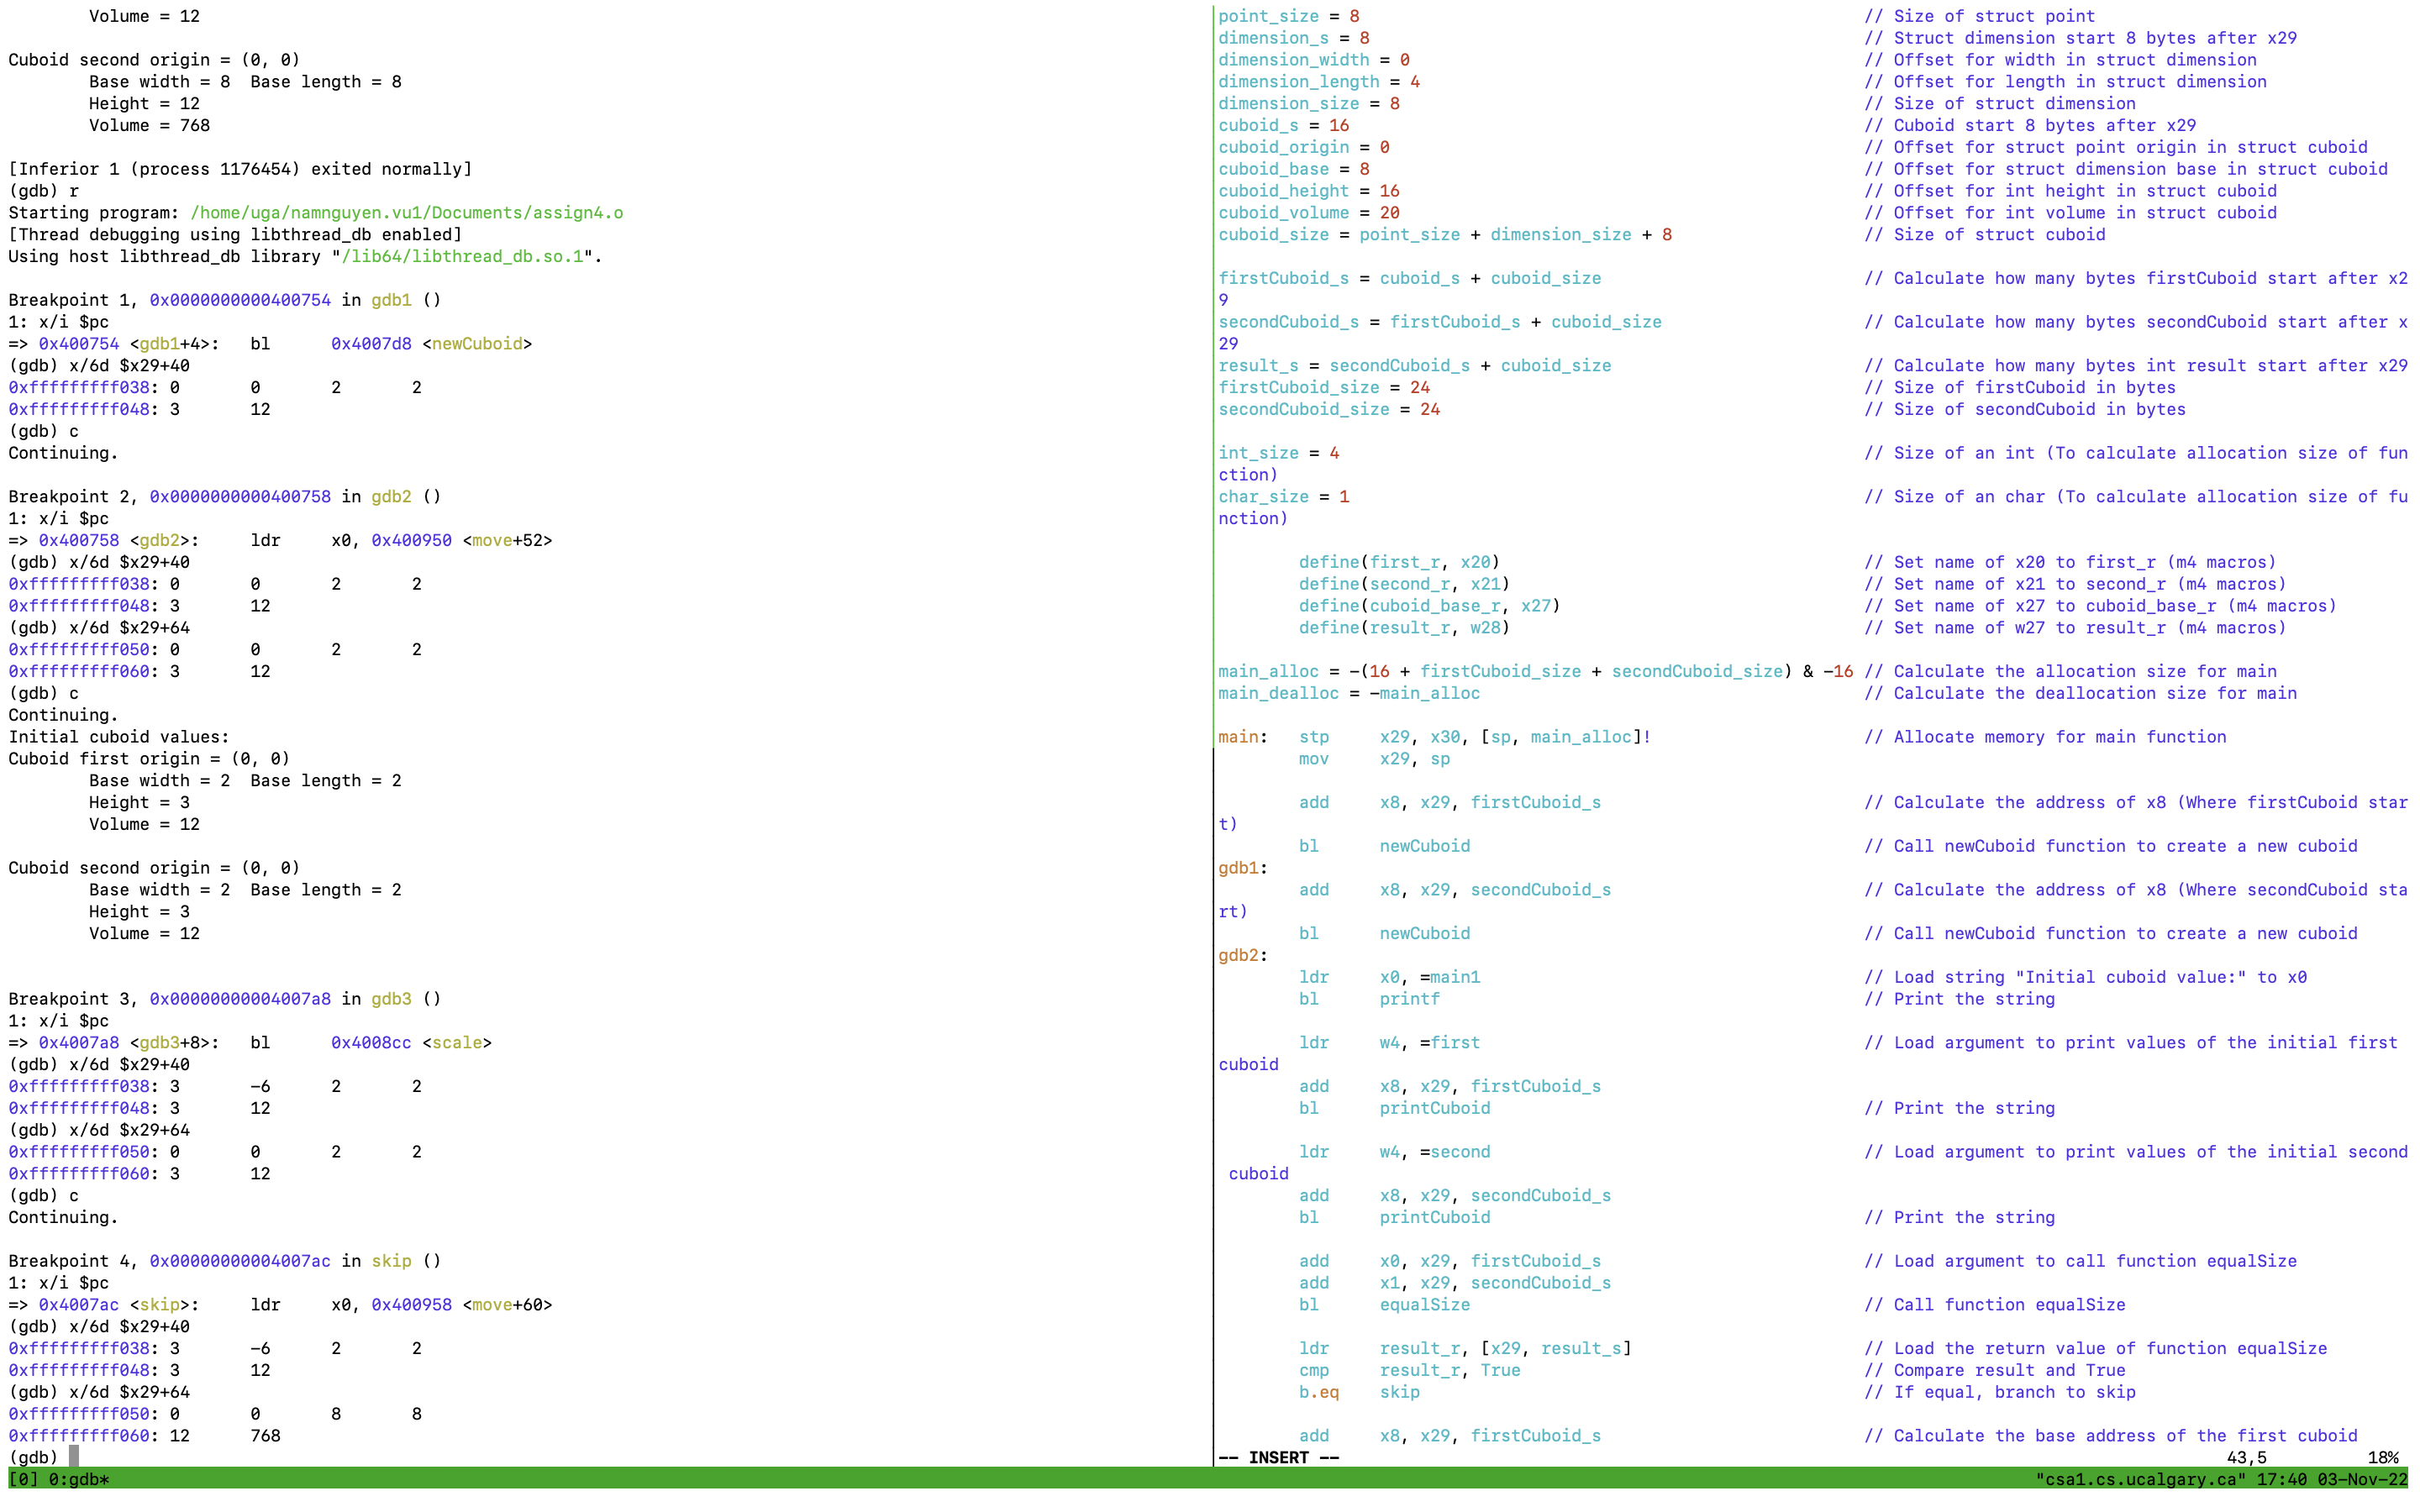 Volume = 12

Cuboid second origin = (0, 0)
        Base width = 8  Base length = 8
        Height = 12
        Volume = 768

[Inferior 1 (process 1176454) exited normally]
(gdb) r
Starting program: /home/uga/namnguyen.vu1/Documents/assign4.o
[Thread debugging using libthread_db enabled]
Using host libthread_db library "/lib64/libthread_db.so.1".

Breakpoint 1, 0x0000000000400754 in gdb1 ()
1: x/i $pc
=> 0x400754 <gdb1+4>:   bl      0x4007d8 <newCuboid>
(gdb) x/6d $x29+40
0xfffffffff038: 0       0       2       2
0xfffffffff048: 3       12
(gdb) c
Continuing.

Breakpoint 2, 0x0000000000400758 in gdb2 ()
1: x/i $pc
=> 0x400758 <gdb2>:     ldr     x0, 0x400950 <move+52>
(gdb) x/6d $x29+40
0xfffffffff038: 0       0       2       2
0xfffffffff048: 3       12
(gdb) x/6d $x29+64
0xfffffffff050: 0       0       2       2
0xfffffffff060: 3       12
(gdb) c
Continuing.
Initial cuboid values:
Cuboid first origin = (0, 0)
        Base width = 2  Base length = 2
        Height = 3
        Volume = 12

Cuboid second origin = (0, 0)
        Base width = 2  Base length = 2
        Height = 3
        Volume = 12

Breakpoint 3, 0x00000000004007a8 in gdb3 ()
1: x/i $pc
=> 0x4007a8 <gdb3+8>:   bl      0x4008cc <scale>
(gdb) x/6d $x29+40
0xfffffffff038: 3       -6      2       2
0xfffffffff048: 3       12
(gdb) x/6d $x29+64
0xfffffffff050: 0       0       2       2
0xfffffffff060: 3       12
(gdb) c
Continuing.

Breakpoint 4, 0x00000000004007ac in skip ()
1: x/i $pc
=> 0x4007ac <skip>:     ldr     x0, 0x400958 <move+60>
(gdb) x/6d $x29+40
0xfffffffff038: 3       -6      2       2
0xfffffffff048: 3       12
(gdb) x/6d $x29+64
0xfffffffff050: 0       0       8       8
0xfffffffff060: 12      768
(gdb)
point_size = 8                                                  // Size of struct point
dimension_s = 8                                                 // Struct dimension start 8 bytes after x29
dimension_width = 0                                             // Offset for width in struct dimension
dimension_length = 4                                            // Offset for length in struct dimension
dimension_size = 8                                              // Size of struct dimension
cuboid_s = 16                                                   // Cuboid start 8 bytes after x29
cuboid_origin = 0                                               // Offset for struct point origin in struct cuboid
cuboid_base = 8                                                 // Offset for struct dimension base in struct cuboid
cuboid_height = 16                                              // Offset for int height in struct cuboid
cuboid_volume = 20                                              // Offset for int volume in struct cuboid
cuboid_size = point_size + dimension_size + 8                   // Size of struct cuboid

firstCuboid_s = cuboid_s + cuboid_size                          // Calculate how many bytes firstCuboid start after x2
9
secondCuboid_s = firstCuboid_s + cuboid_size                    // Calculate how many bytes secondCuboid start after x
29
result_s = secondCuboid_s + cuboid_size                         // Calculate how many bytes int result start after x29
firstCuboid_size = 24                                           // Size of firstCuboid in bytes
secondCuboid_size = 24                                          // Size of secondCuboid in bytes

int_size = 4                                                    // Size of an int (To calculate allocation size of fun
ction)
char_size = 1                                                   // Size of an char (To calculate allocation size of fu
nction)

        define(first_r, x20)                                    // Set name of x20 to first_r (m4 macros)
        define(second_r, x21)                                   // Set name of x21 to second_r (m4 macros)
        define(cuboid_base_r, x27)                              // Set name of x27 to cuboid_base_r (m4 macros)
        define(result_r, w28)                                   // Set name of w27 to result_r (m4 macros)

main_alloc = -(16 + firstCuboid_size + secondCuboid_size) & -16 // Calculate the allocation size for main
main_dealloc = -main_alloc                                      // Calculate the deallocation size for main

main:   stp     x29, x30, [sp, main_alloc]!                     // Allocate memory for main function
        mov     x29, sp

        add     x8, x29, firstCuboid_s                          // Calculate the address of x8 (Where firstCuboid star
t)
        bl      newCuboid                                       // Call newCuboid function to create a new cuboid
gdb1:
        add     x8, x29, secondCuboid_s                         // Calculate the address of x8 (Where secondCuboid sta
rt)
        bl      newCuboid                                       // Call newCuboid function to create a new cuboid
gdb2:
        ldr     x0, =main1                                      // Load string "Initial cuboid value:" to x0
        bl      printf                                          // Print the string

        ldr     w4, =first                                      // Load argument to print values of the initial first
cuboid
        add     x8, x29, firstCuboid_s
        bl      printCuboid                                     // Print the string

        ldr     w4, =second                                     // Load argument to print values of the initial second
 cuboid
        add     x8, x29, secondCuboid_s
        bl      printCuboid                                     // Print the string

        add     x0, x29, firstCuboid_s                          // Load argument to call function equalSize
        add     x1, x29, secondCuboid_s
        bl      equalSize                                       // Call function equalSize

        ldr     result_r, [x29, result_s]                       // Load the return value of function equalSize
        cmp     result_r, True                                  // Compare result and True
        b.eq    skip                                            // If equal, branch to skip

        add     x8, x29, firstCuboid_s                          // Calculate the base address of the first cuboid
-- INSERT --                                                    43,5          18%
[0] 0:gdb*                                                      "csa1.cs.ucalgary.ca" 17:40 03-Nov-22